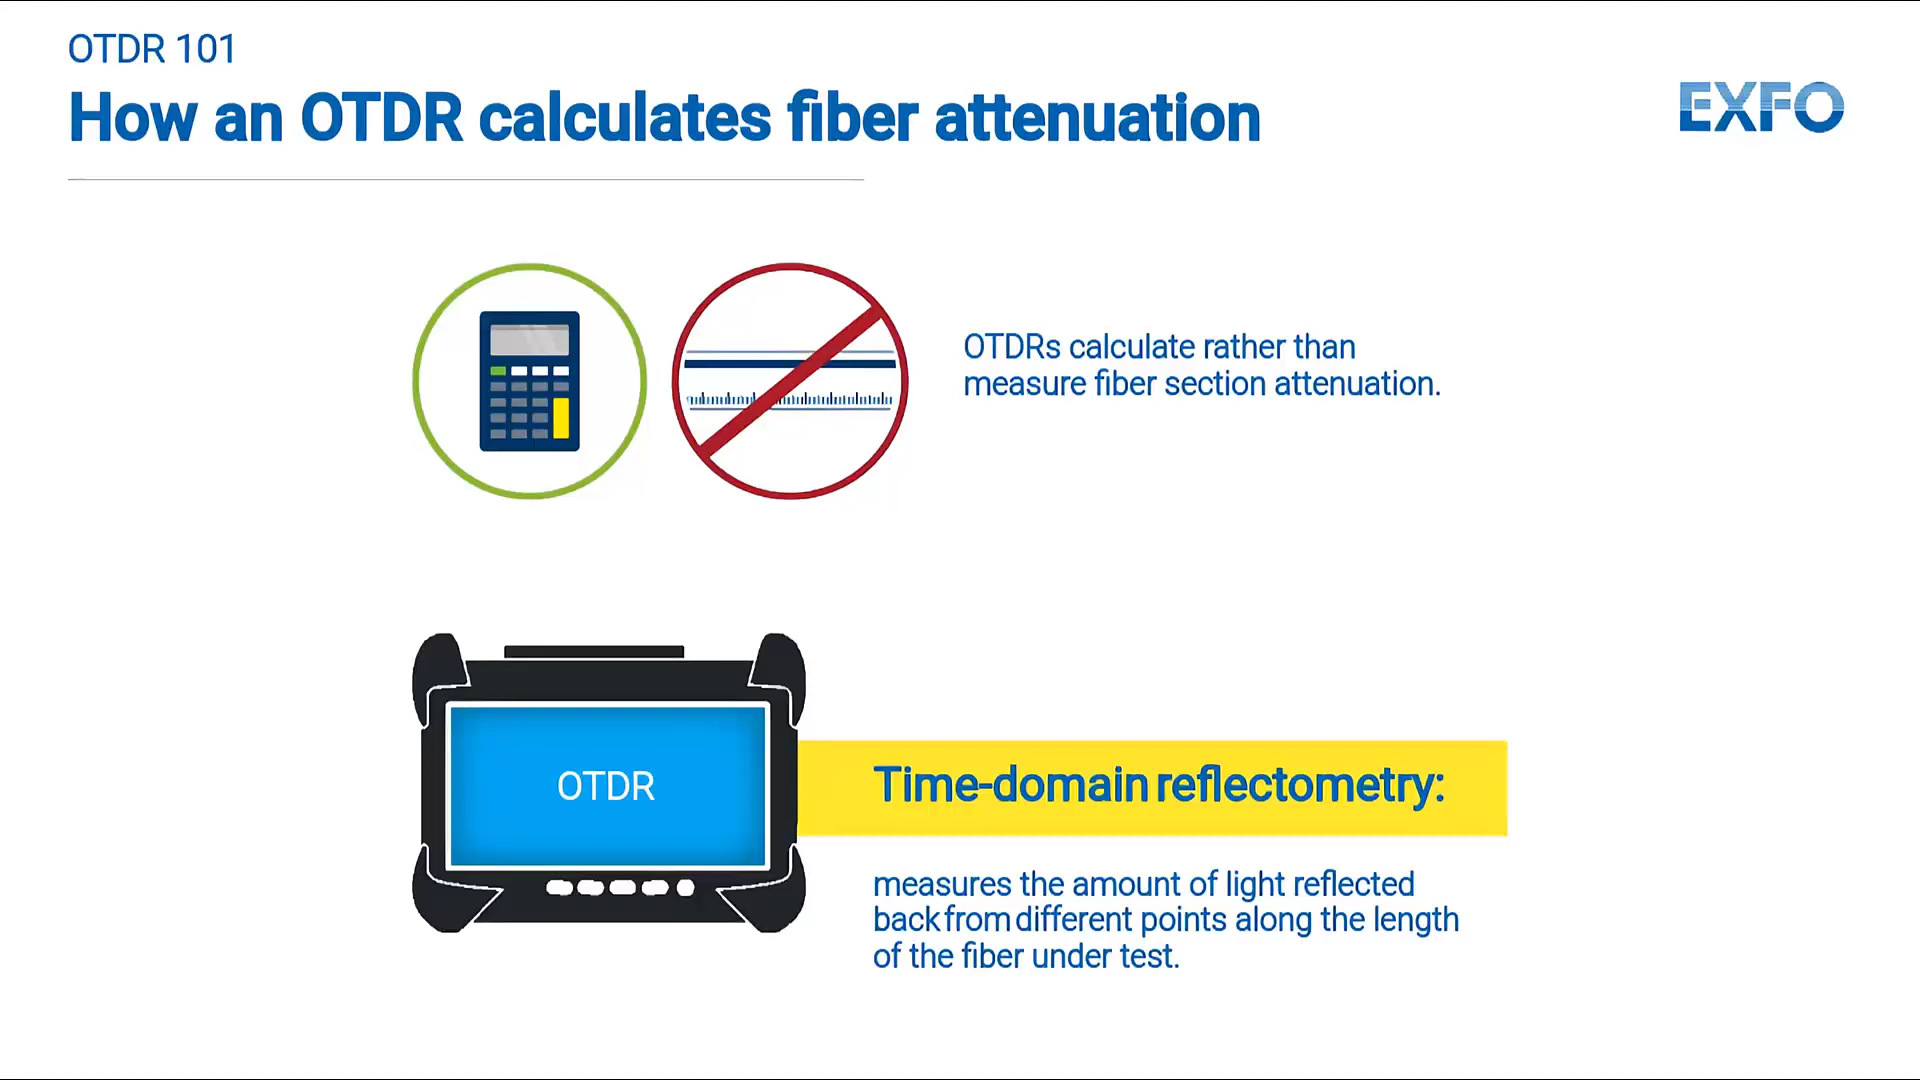 OTDR 101
How an OTDR calculates fiber attenuation
EXFO
OTDRs calculate rather than
measure fiber section attenuation.
OTDR
Time-domain reflectometry:
measures the amount of light reflected
back from different points along the length
of the fiber under test.